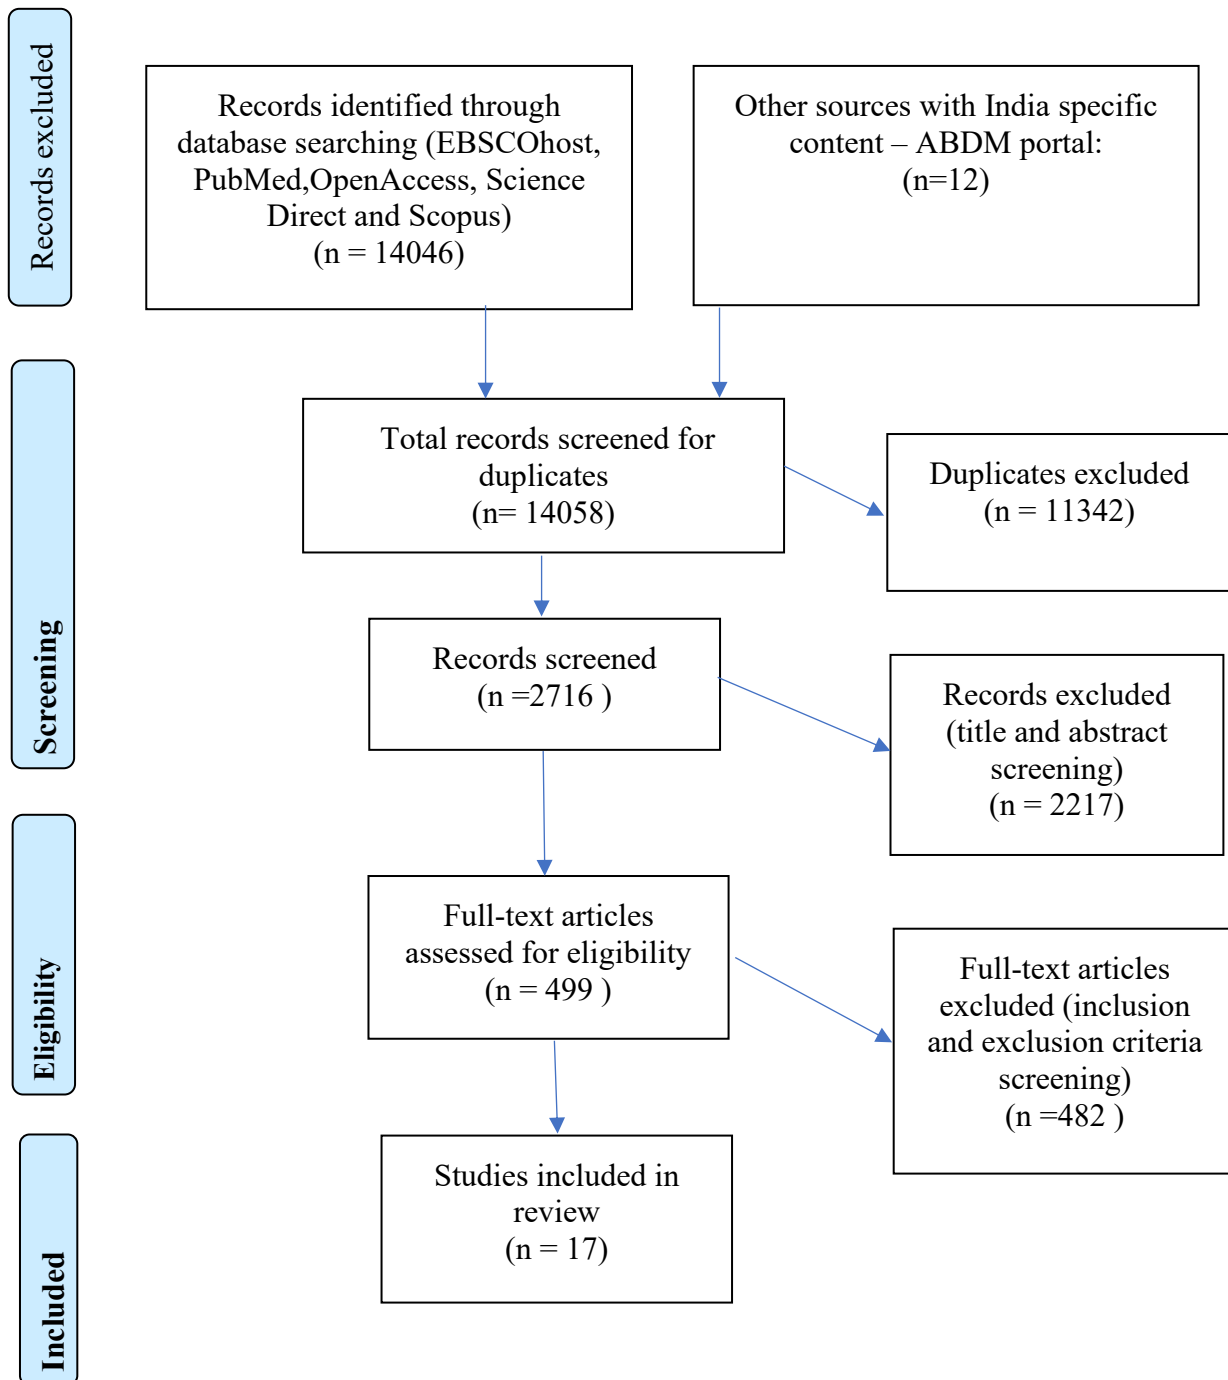 Records excluded
Records identified through
database searching (EBSCOhost,
PubMed,OpenAccess, Science
Direct and Scopus)
(n = 14046)
Other sources with India specific
content – ABDM portal:
(n=12)
Screening
Total records screened for
duplicates
(n= 14058)
Duplicates excluded
(n = 11342)
Records screened
(n =2716 )
Records excluded
(title and abstract
screening)
(n = 2217)
Eligibility
Full-text articles
assessed for eligibility
(n = 499 )
Full-text articles
excluded (inclusion
and exclusion criteria
screening)
(n =482 )
Included
Studies included in
review
(n = 17)